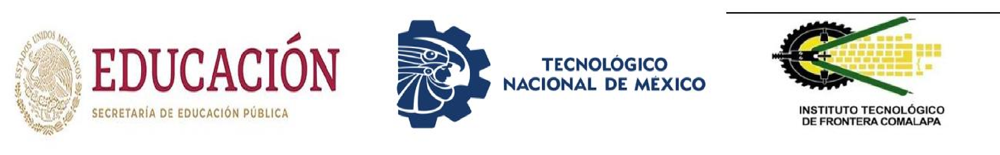 ESTADOS UNIDOS MEXICANOS
EDUCACIÓN
SECRETARÍA DE EDUCACIÓN PÚBLICA
TECNOLÓGICO
NACIONAL DE MÉXICO
INSTITUTO TECNOLÓGICO
DE FRONTERA COMALAPA